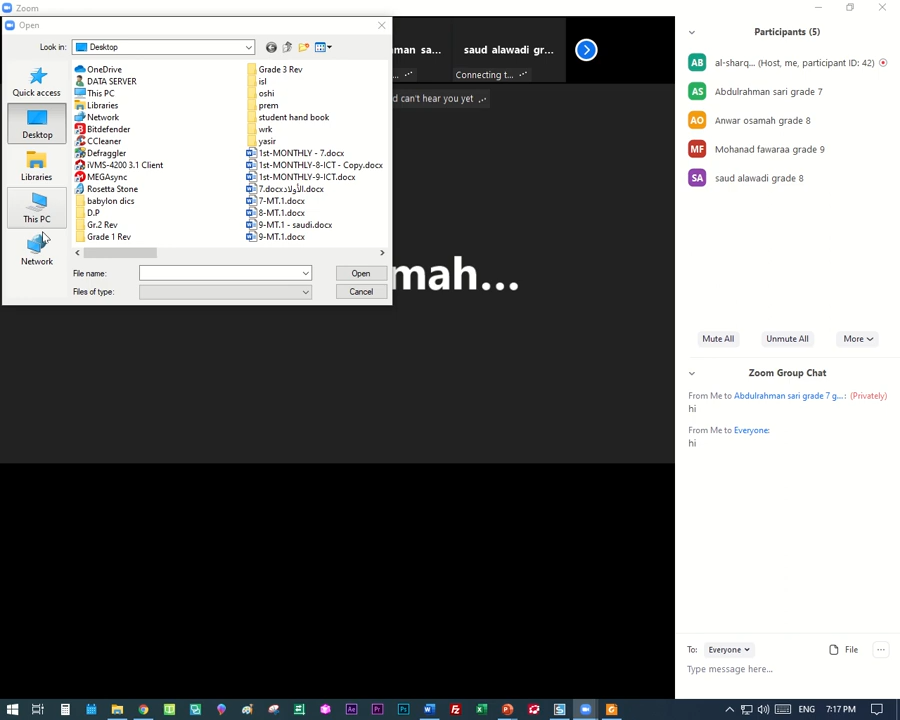 Zoom
Open
Look in:
Desktop
Quick access
Desktop
Libraries
This PC
Network
OneDrive
DATA SERVER
This PC
Libraries
Network
Bitdefender
CCleaner
Defraggler
iVMS-4200 3.1 Client
MEGAsync
Rosetta Stone
babylon dics
D.P
Gr.2 Rev
Grade 1 Rev
Grade 3 Rev
isl
oshi
prem
student hand book
wrk
yasir
1st-MONTHLY - 7.docx
1st-MONTHLY-8-ICT - Copy.docx
1st-MONTHLY-9-ICT.docx
7.docxالأولاد.docx
7-MT.1.docx
8-MT.1.docx
9-MT.1 - saudi.docx
9-MT.1.docx
File name:
Open
Files of type:
Cancel
man sa...
saud alawadi gr...
Connecting t...
d can't hear you yet
mah...
Participants (5)
AB al-sharq... (Host, me, participant ID: 42)
AS Abdulrahman sari grade 7
AO Anwar osamah grade 8
MF Mohanad fawaraa grade 9
SA saud alawadi grade 8
Mute All
Unmute All
More
Zoom Group Chat
From Me to Abdulrahman sari grade 7 g...: (Privately)
hi
From Me to Everyone:
hi
To: Everyone
File
Type message here...
ENG
7:17 PM